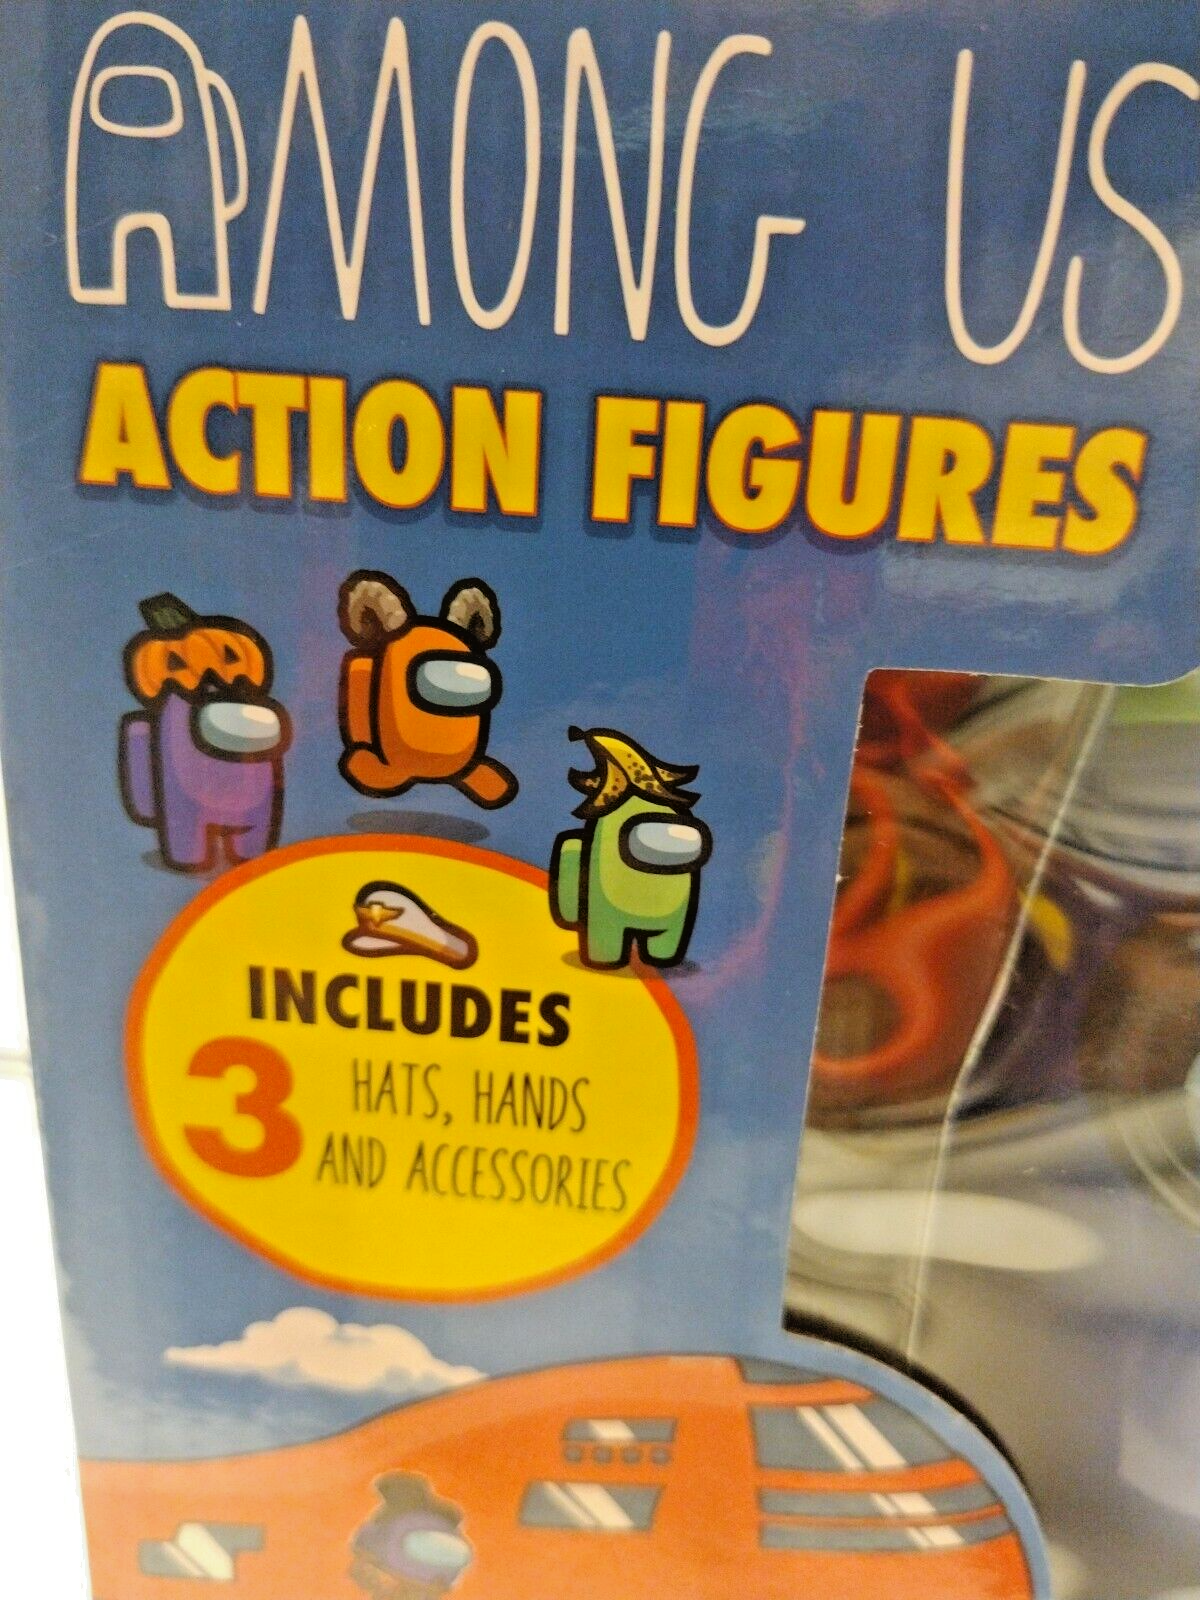 AMONG US
ACTION FIGURES
INCLUDES
3 HATS, HANDS
AND ACCESSORIES